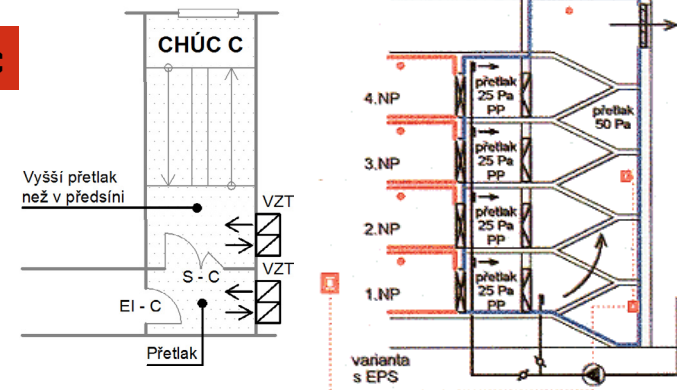 C
CHÚC C
Vyšší přetlak
než v předsíni
VZT
VZT
S - C
EI - C
Přetlak
4.NP
přetlak
25 Pa
PP
přetlak
50 Pa
3.NP
přetlak
25 Pa
PP
2.NP
přetlak
25 Pa
PP
1.NP
přetlak
25 Pa
PP
varianta
s EPS